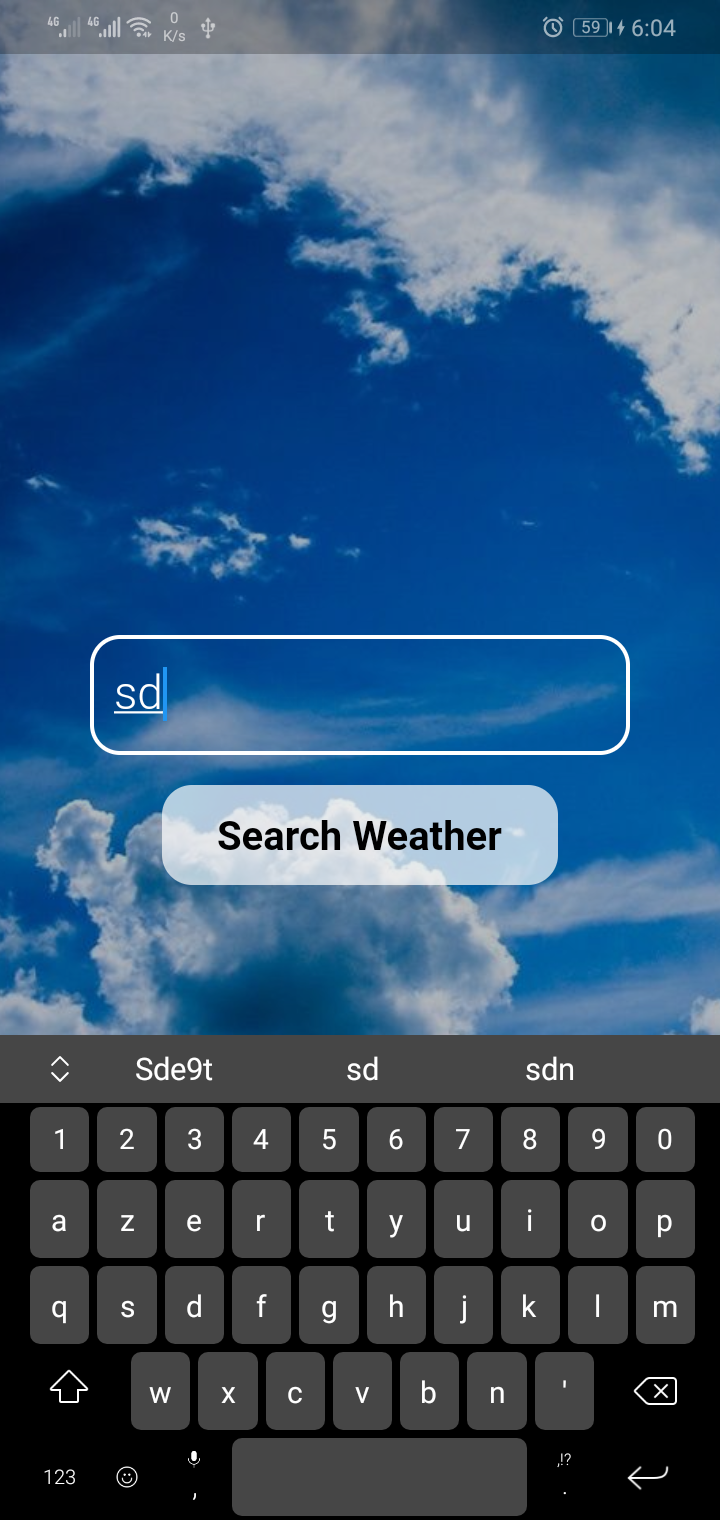 4G 4G 0 K/s 59 6:04
sd
Search Weather
Sde9t sd sdn
1 2 3 4 5 6 7 8 9 0
a z e r t y u i o p
q s d f g h j k l m
w x c v b n '
123 , ,!? .